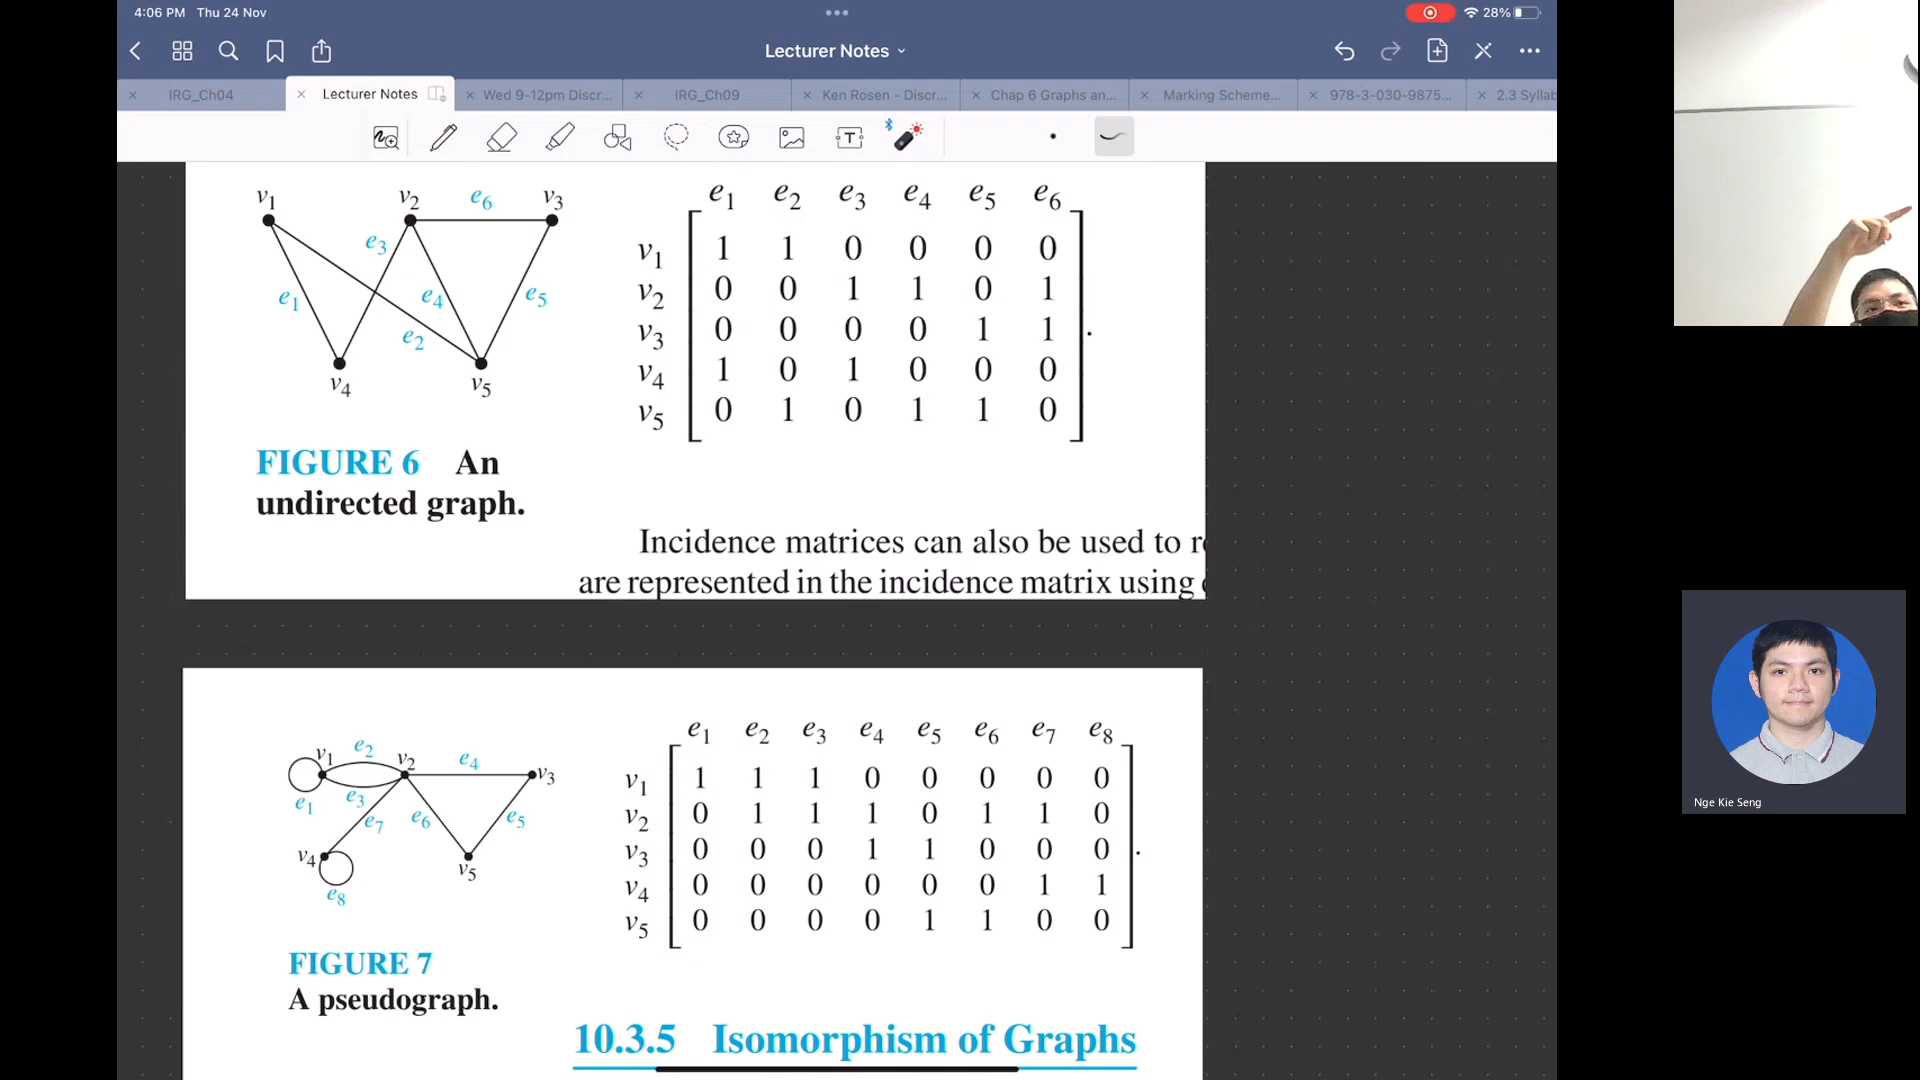 4:06 PM Thu 24 Nov
28%
Lecturer Notes
IRG_Ch04
Lecturer Notes
Wed 9-12pm Discr...
IRG_Ch09
Ken Rosen - Discr...
Chap 6 Graphs an...
Marking Scheme...
978-3-030-9875...
2.3 Syllab
v1 v2 e6 v3
e3
e1 e4 e5
e2
v4 v5
FIGURE 6 An
undirected graph.
e1 e2 e3 e4 e5 e6
v1 1 1 0 0 0 0
v2 0 0 1 1 0 1
v3 0 0 0 0 1 1 .
v4 1 0 1 0 0 0
v5 0 1 0 1 1 0
Incidence matrices can also be used to r
are represented in the incidence matrix using
v1 e2 v2 e4 v3
e1 e3 e7 e6 e5
v4 v5
e8
FIGURE 7
A pseudograph.
e1 e2 e3 e4 e5 e6 e7 e8
v1 1 1 1 0 0 0 0 0
v2 0 1 1 1 0 1 1 0
v3 0 0 0 1 1 0 0 0 .
v4 0 0 0 0 0 0 1 1
v5 0 0 0 0 1 1 0 0
10.3.5 Isomorphism of Graphs
Nge Kie Seng